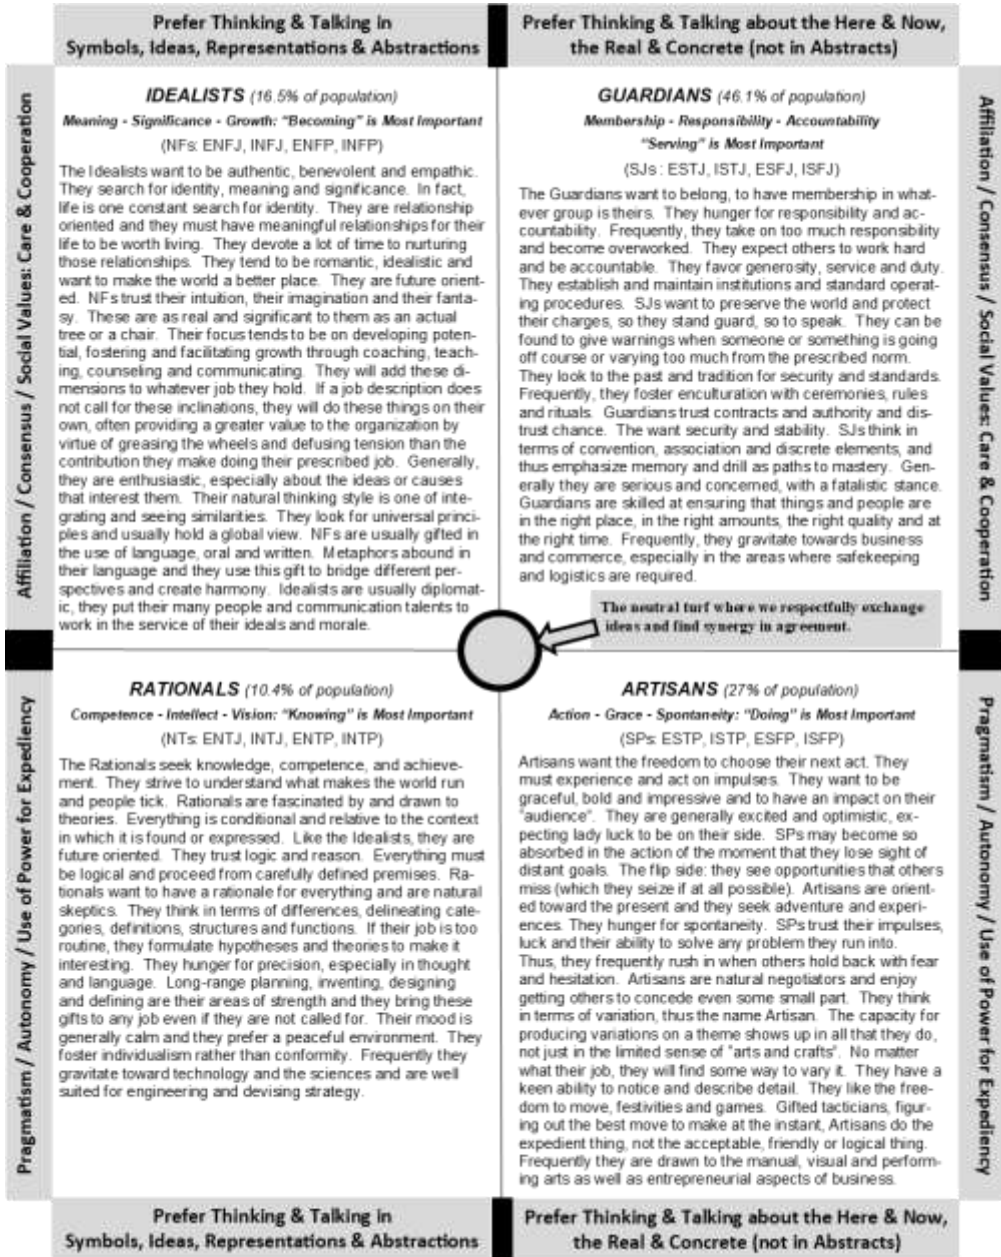 Prefer Thinking & Talking in
Symbols, Ideas, Representations & Abstractions
Prefer Thinking & Talking about the Here & Now,
the Real & Concrete (not in Abstracts)
Affiliation / Consensus / Social Values: Care & Cooperation
IDEALISTS (16.5% of population)
Meaning - Significance - Growth: "Becoming" is Most Important
(NFs: ENFJ, INFJ, ENFP, INFP)
The Idealists want to be authentic, benevolent and empathic.
They search for identity, meaning and significance. In fact,
life is one constant search for identity. They are relationship
oriented and they must have meaningful relationships for their
life to be worth living. They devote a lot of time to nurturing
those relationships. They tend to be romantic, idealistic and
want to make the world a better place. They are future orient-
ed. NFs trust their intuition, their imagination and their fanta-
sy. These are as real and significant to them as an actual
tree or a chair. Their focus tends to be on developing poten-
tial, fostering and facilitating growth through coaching, teach-
ing, counseling and communicating. They will add these di-
mensions to whatever job they hold. If a job description does
not call for these inclinations, they will do these things on their
own, often providing a greater value to the organization by
virtue of greasing the wheels and defusing tension than the
contribution they make doing their prescribed job. Generally,
they are enthusiastic, especially about the ideas or causes
that interest them. Their natural thinking style is one of inte-
grating and seeing similarities. They look for universal princi-
ples and usually hold a global view. NFs are usually gifted in
the use of language, oral and written. Metaphors abound in
their language and they use this gift to bridge different per-
spectives and create harmony. Idealists are usually diplomat-
ic, they put their many people and communication talents to
work in the service of their ideals and morale.
GUARDIANS (46.1% of population)
Membership - Responsibility - Accountability
"Serving" is Most Important
(SJs: ESTJ, ISTJ, ESFJ, ISFJ)
The Guardians want to belong, to have membership in what-
ever group is theirs. They hunger for responsibility and ac-
countability. Frequently, they take on too much responsibility
and become overworked. They expect others to work hard
and be accountable. They favor generosity, service and duty.
They establish and maintain institutions and standard operat-
ing procedures. SJs want to preserve the world and protect
their charges, so they stand guard, so to speak. They can be
found to give warnings when someone or something is going
off course or varying too much from the prescribed norm.
They look to the past and tradition for security and standards.
Frequently, they foster enculturation with ceremonies, rules
and rituals. Guardians trust contracts and authority and dis-
trust chance. The want security and stability. SJs think in
terms of convention, association and discrete elements, and
thus emphasize memory and drill as paths to mastery. Gen-
erally they are serious and concerned, with a fatalistic stance.
Guardians are skilled at ensuring that things and people are
in the right place, in the right amounts, the right quality and at
the right time. Frequently, they gravitate towards business
and commerce, especially in the areas where safekeeping
and logistics are required.
Affiliation / Consensus / Social Values: Care & Cooperation
The neutral turf where we respectfully exchange
ideas and find synergy in agreement.
Pragmatism / Autonomy / Use of Power for Expediency
RATIONALS (10.4% of population)
Competence - Intellect - Vision: "Knowing" is Most Important
(NTs: ENTJ, INTJ, ENTP, INTP)
The Rationals seek knowledge, competence, and achieve-
ment. They strive to understand what makes the world run
and people tick. Rationals are fascinated by and drawn to
theories. Everything is conditional and relative to the context
in which it is found or expressed. Like the Idealists, they are
future oriented. They trust logic and reason. Everything must
be logical and proceed from carefully defined premises. Ra-
tionals want to have a rationale for everything and are natural
skeptics. They think in terms of differences, delineating cate-
gories, definitions, structures and functions. If their job is too
routine, they formulate hypotheses and theories to make it
interesting. They hunger for precision, especially in thought
and language. Long-range planning, inventing, designing
and defining are their areas of strength and they bring these
gifts to any job even if they are not called for. Their mood is
generally calm and they prefer a peaceful environment. They
foster individualism rather than conformity. Frequently they
gravitate toward technology and the sciences and are well
suited for engineering and devising strategy.
ARTISANS (27% of population)
Action - Grace - Spontaneity: "Doing" is Most Important
(SPs: ESTP, ISTP, ESFP, ISFP)
Artisans want the freedom to choose their next act. They
must experience and act on impulses. They want to be
graceful, bold and impressive and to have an impact on their
"audience". They are generally excited and optimistic, ex-
pecting lady luck to be on their side. SPs may become so
absorbed in the action of the moment that they lose sight of
distant goals. The flip side: they see opportunities that others
miss (which they seize if at all possible). Artisans are orient-
ed toward the present and they seek adventure and experi-
ences. They hunger for spontaneity. SPs trust their impulses,
luck and their ability to solve any problem they run into.
Thus, they frequently rush in when others hold back with fear
and hesitation. Artisans are natural negotiators and enjoy
getting others to concede even some small part. They think
in terms of variation, thus the name Artisan. The capacity for
producing variations on a theme shows up in all that they do,
not just in the limited sense of "arts and crafts". No matter
what their job, they will find some way to vary it. They have a
keen ability to notice and describe detail. They like the free-
dom to move, festivities and games. Gifted tacticians, figur-
ing out the best move to make at the instant, Artisans do the
expedient thing, not the acceptable, friendly or logical thing.
Frequently they are drawn to the manual, visual and perform-
ing arts as well as entrepreneurial aspects of business.
Pragmatism / Autonomy / Use of Power for Expediency
Prefer Thinking & Talking in
Symbols, Ideas, Representations & Abstractions
Prefer Thinking & Talking about the Here & Now,
the Real & Concrete (not in Abstracts)